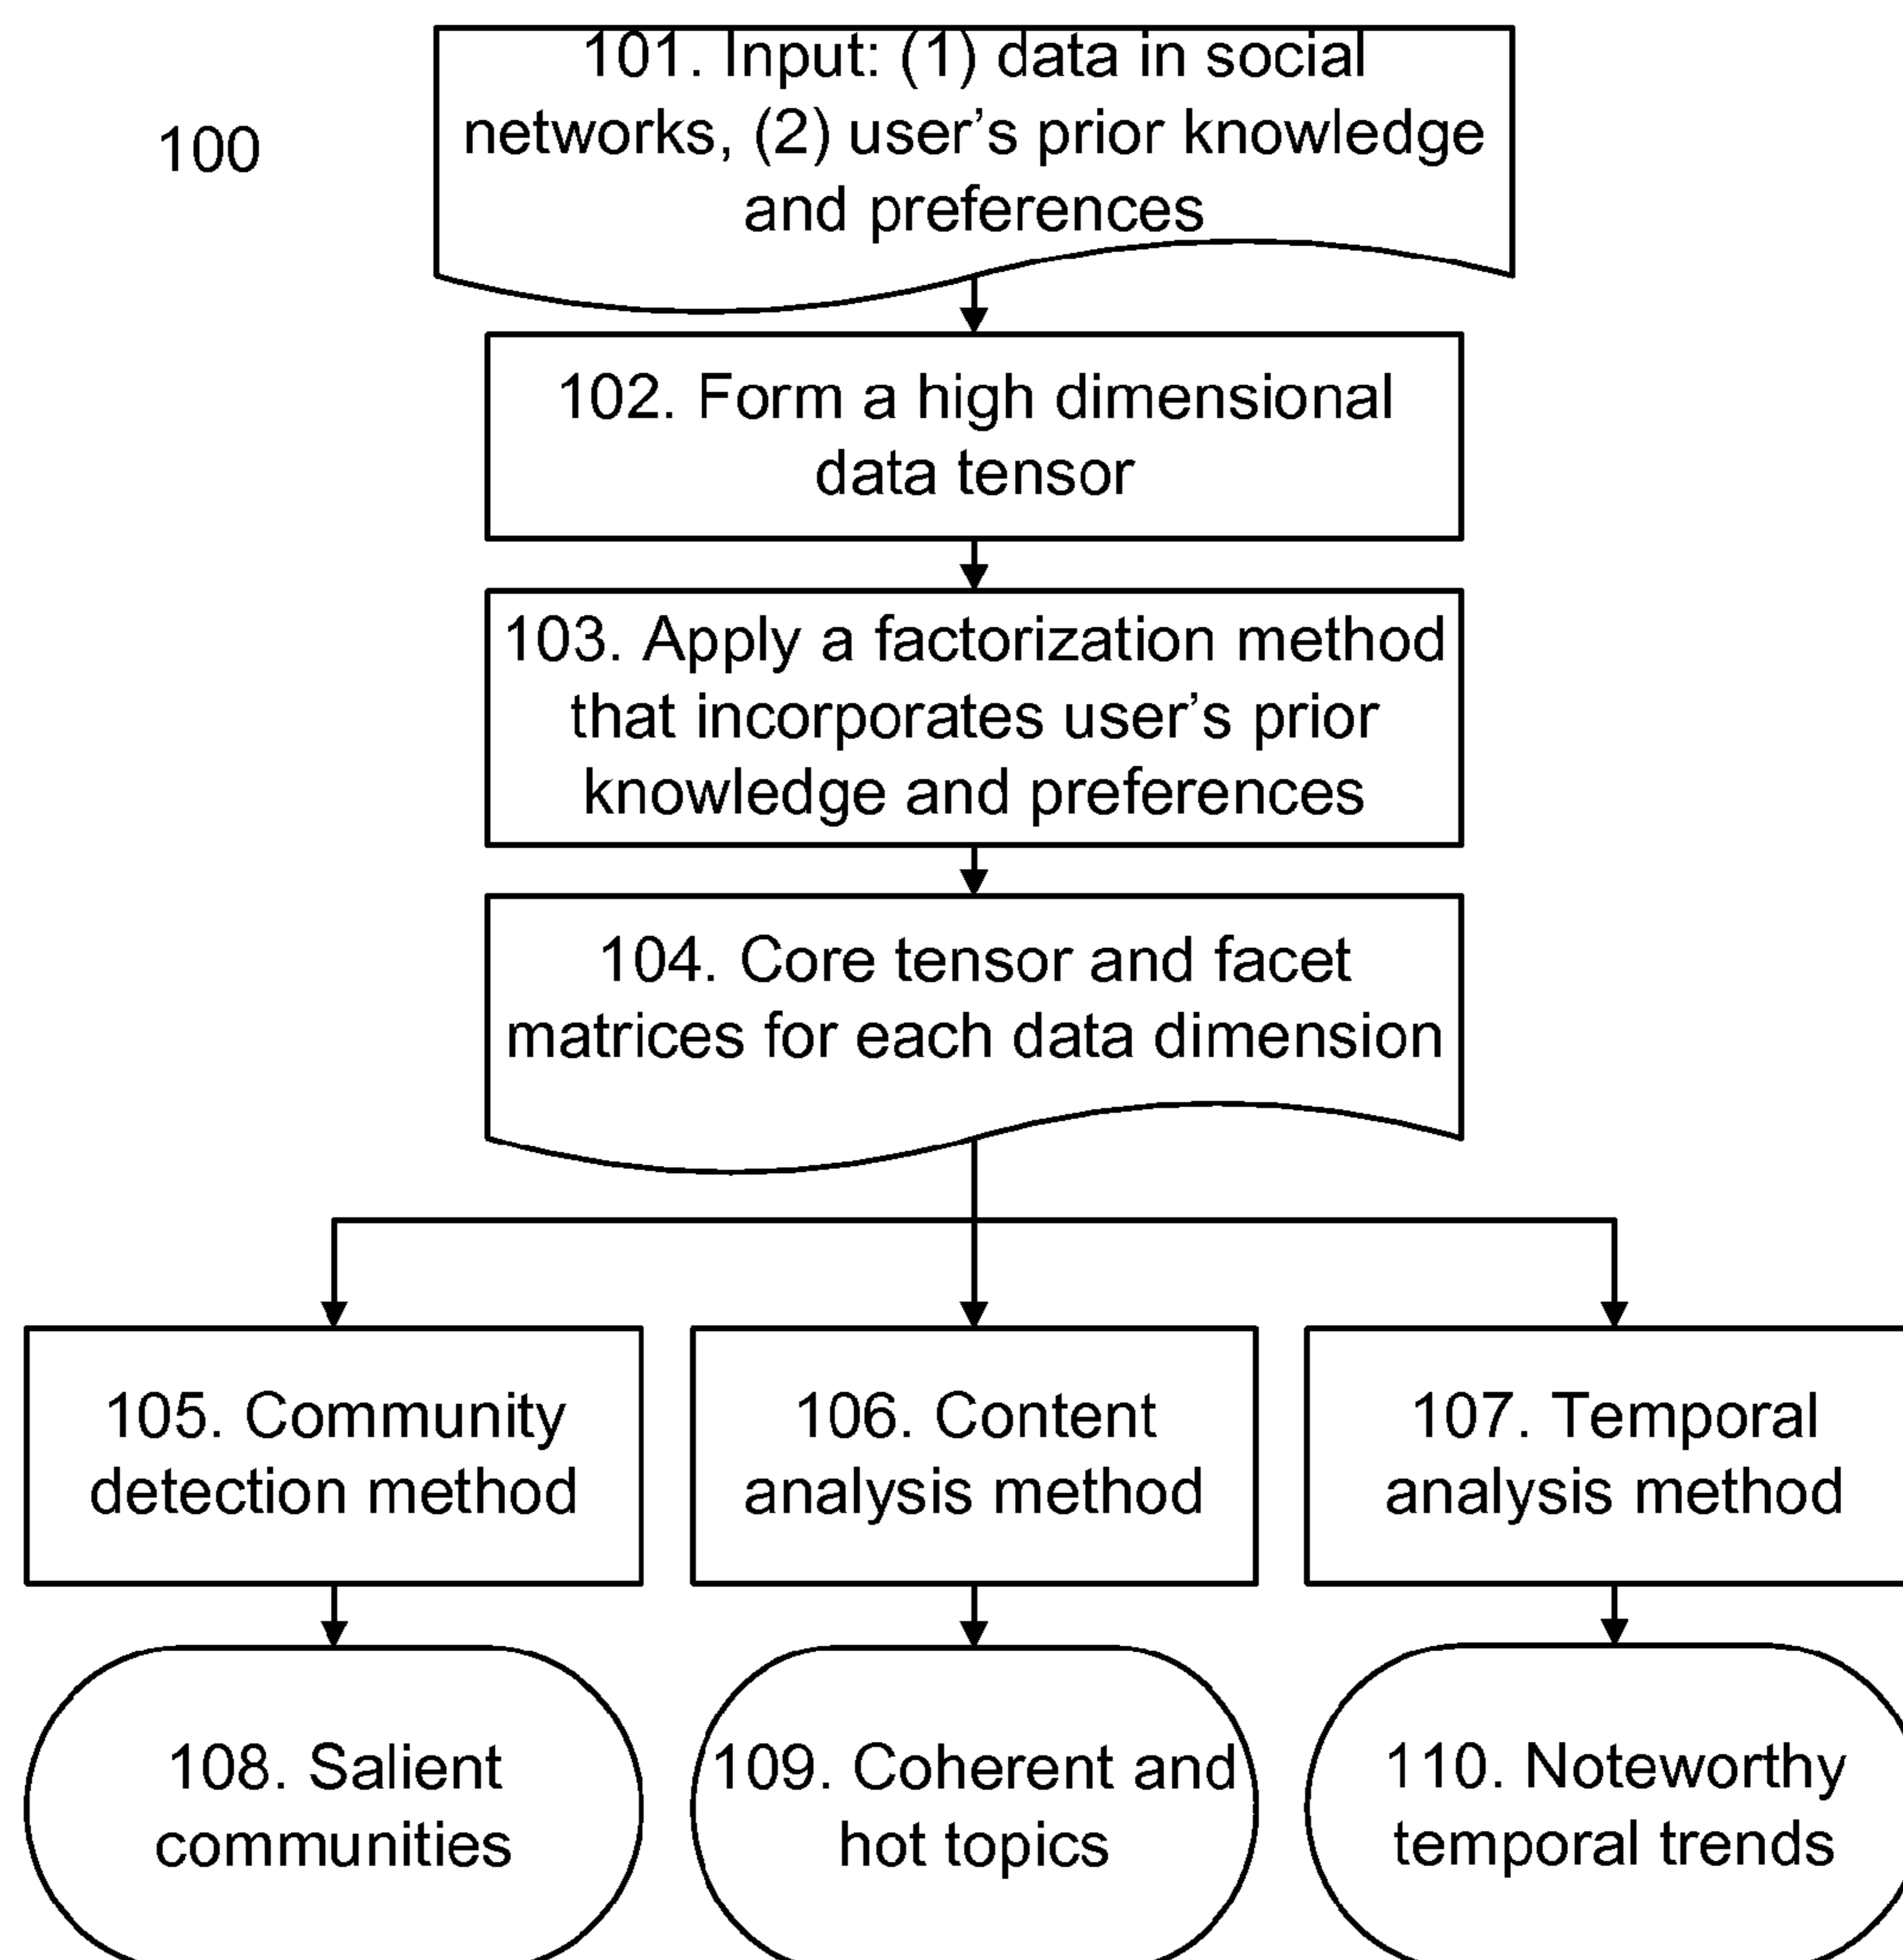 100
101. Input: (1) data in social
networks, (2) user’s prior knowledge
and preferences
102. Form a high dimensional
data tensor
103. Apply a factorization method
that incorporates user’s prior
knowledge and preferences
104. Core tensor and facet
matrices for each data dimension
105. Community
detection method
106. Content
analysis method
107. Temporal
analysis method
108. Salient
communities
109. Coherent and
hot topics
110. Noteworthy
temporal trends